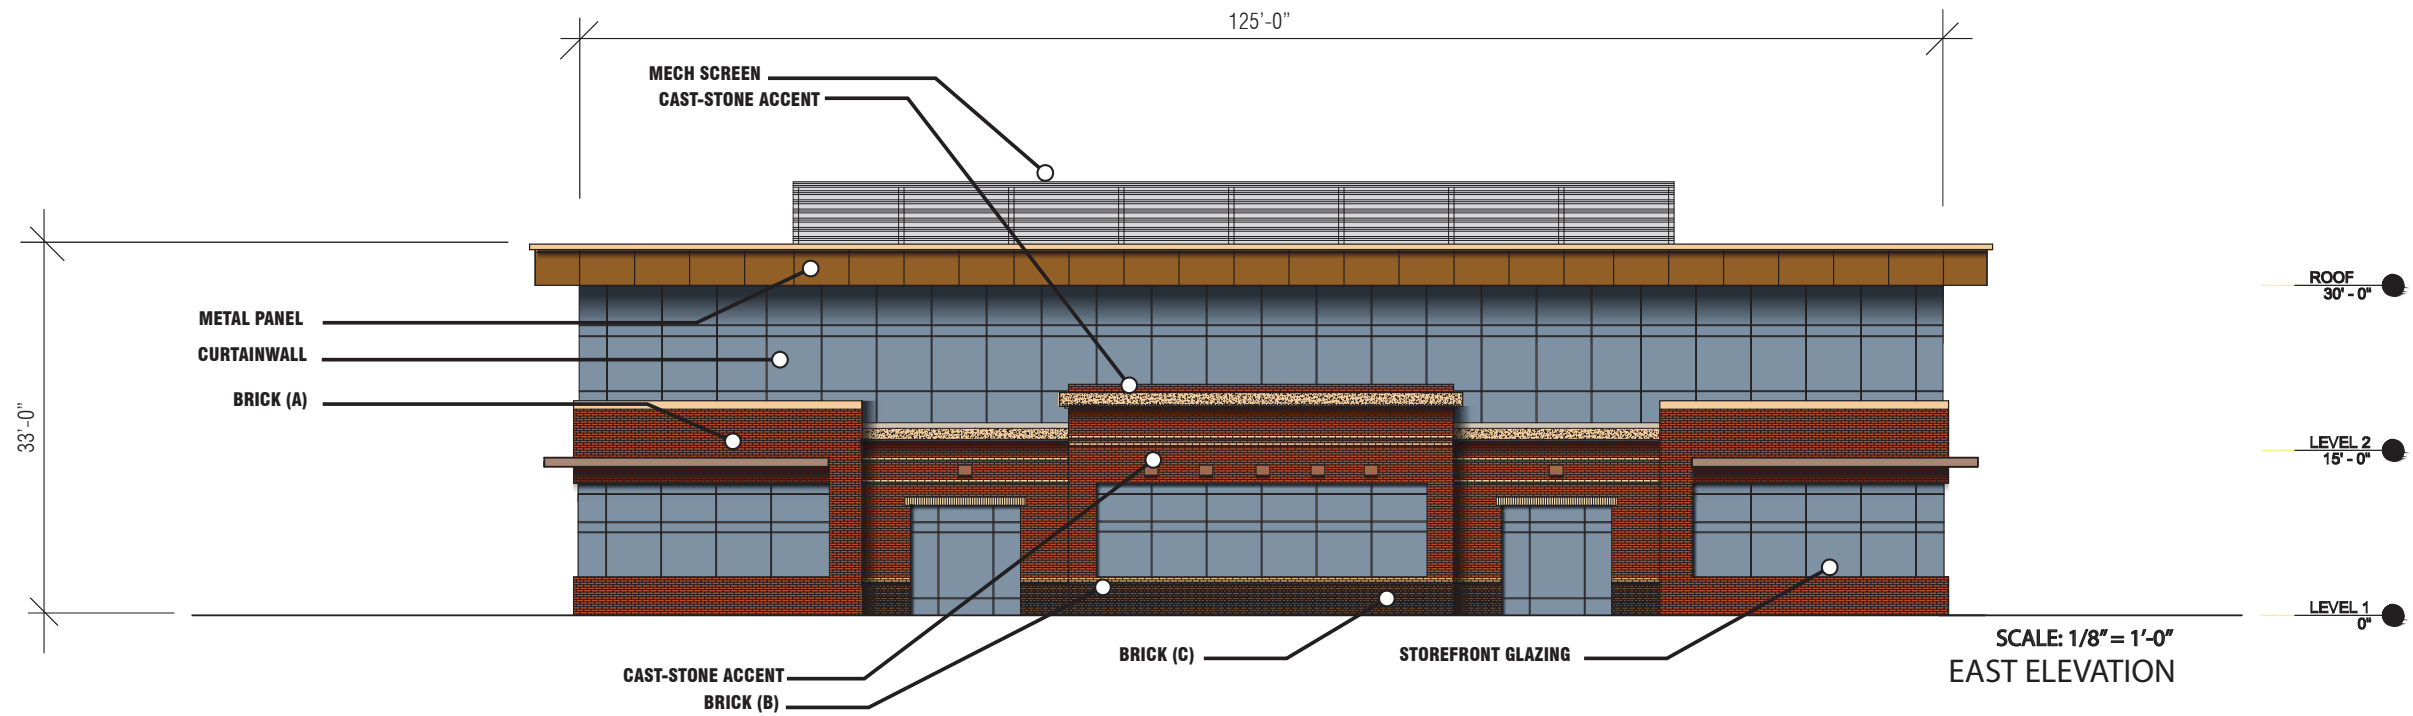 125’-0”
MECH SCREEN
CAST-STONE ACCENT
METAL PANEL
CURTAINWALL
BRICK (A)
33’-0”
ROOF
30' - 0"
LEVEL 2
15' - 0"
LEVEL 1
0"
SCALE: 1/8” = 1’-0”
EAST ELEVATION
BRICK (C)
STOREFRONT GLAZING
CAST-STONE ACCENT
BRICK (B)